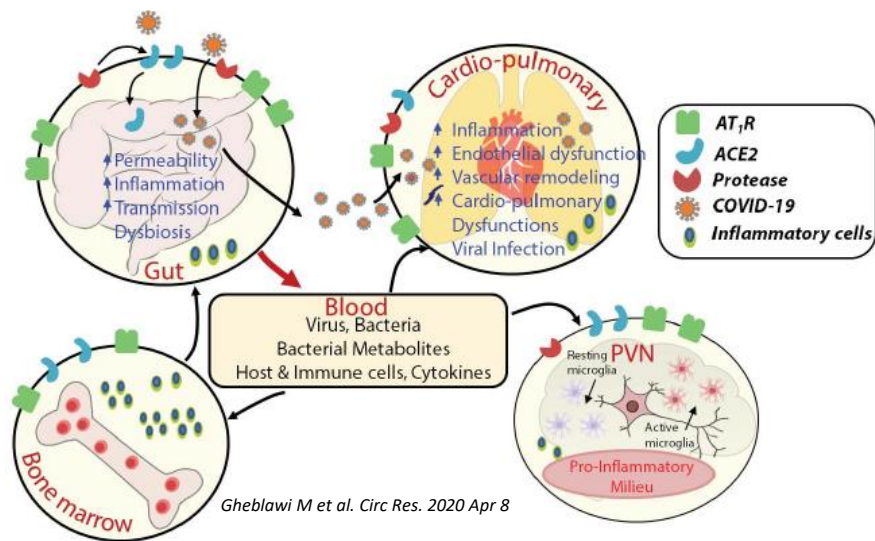 Gut
Permeability
Inflammation
Transmission
Dysbiosis
Cardio-pulmonary
Inflammation
Endothelial dysfunction
Vascular remodeling
Cardio-pulmonary
Dysfunctions
Viral Infection
AT₁R
ACE2
Protease
COVID-19
Inflammatory cells
Blood
Virus, Bacteria
Bacterial Metabolites
Host & Immune cells, Cytokines
Bone marrow
PVN
Resting
microglia
Active
microglia
Pro-Inflammatory
Milieu
Gheblawi M et al. Circ Res. 2020 Apr 8